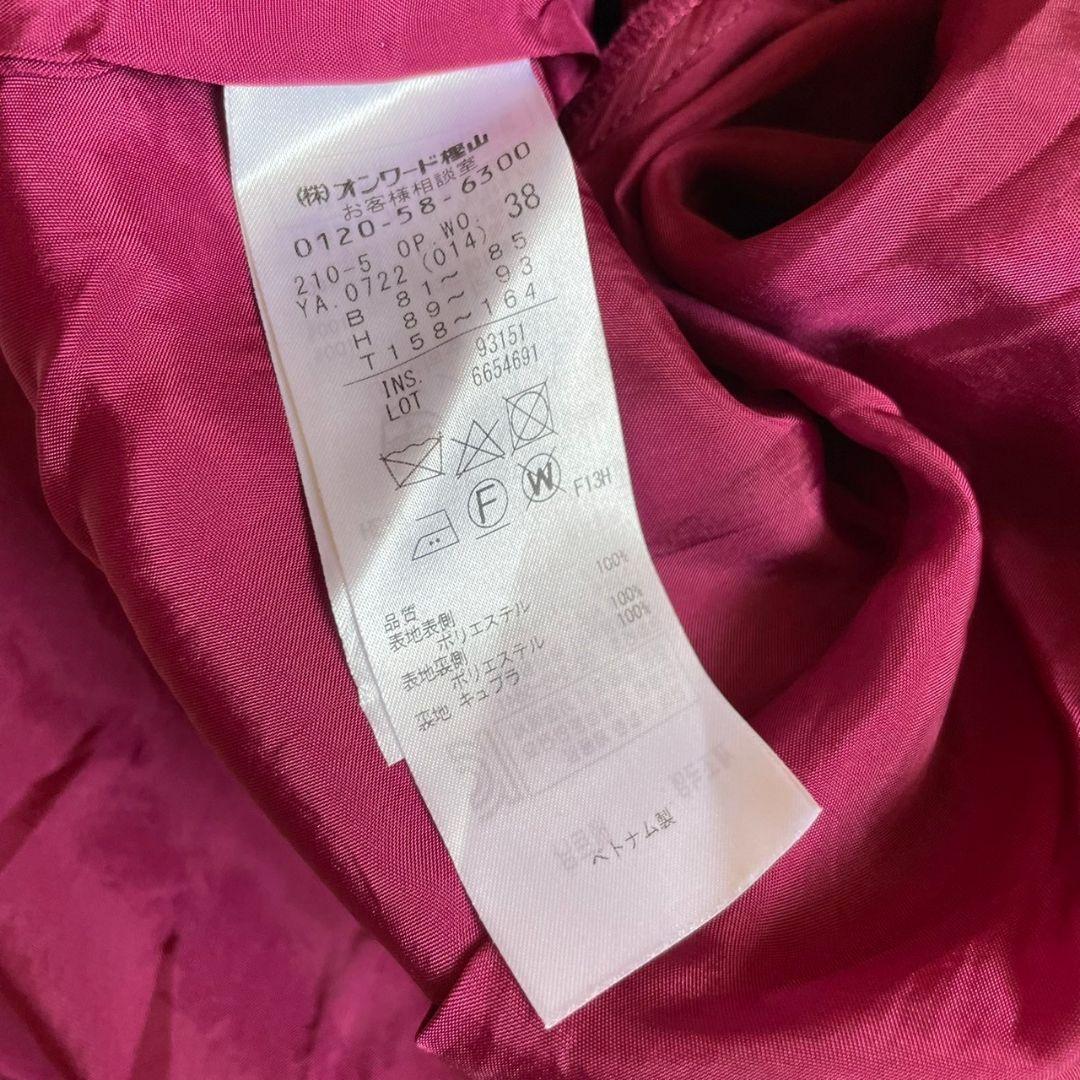 (株)オンワード樫山
お客様相談室
0120-58-6300
210-5 OP.WO. 38
YA.0722 (014)
B 81〜 85
H 89〜 93
T 158〜164
INS. 93151
LOT 6654691
F W F13H
品質
表地表側
ポリエステル 100%
表地裏側
ポリエステル 100%
裏地 キュプラ 100%
ベトナム製